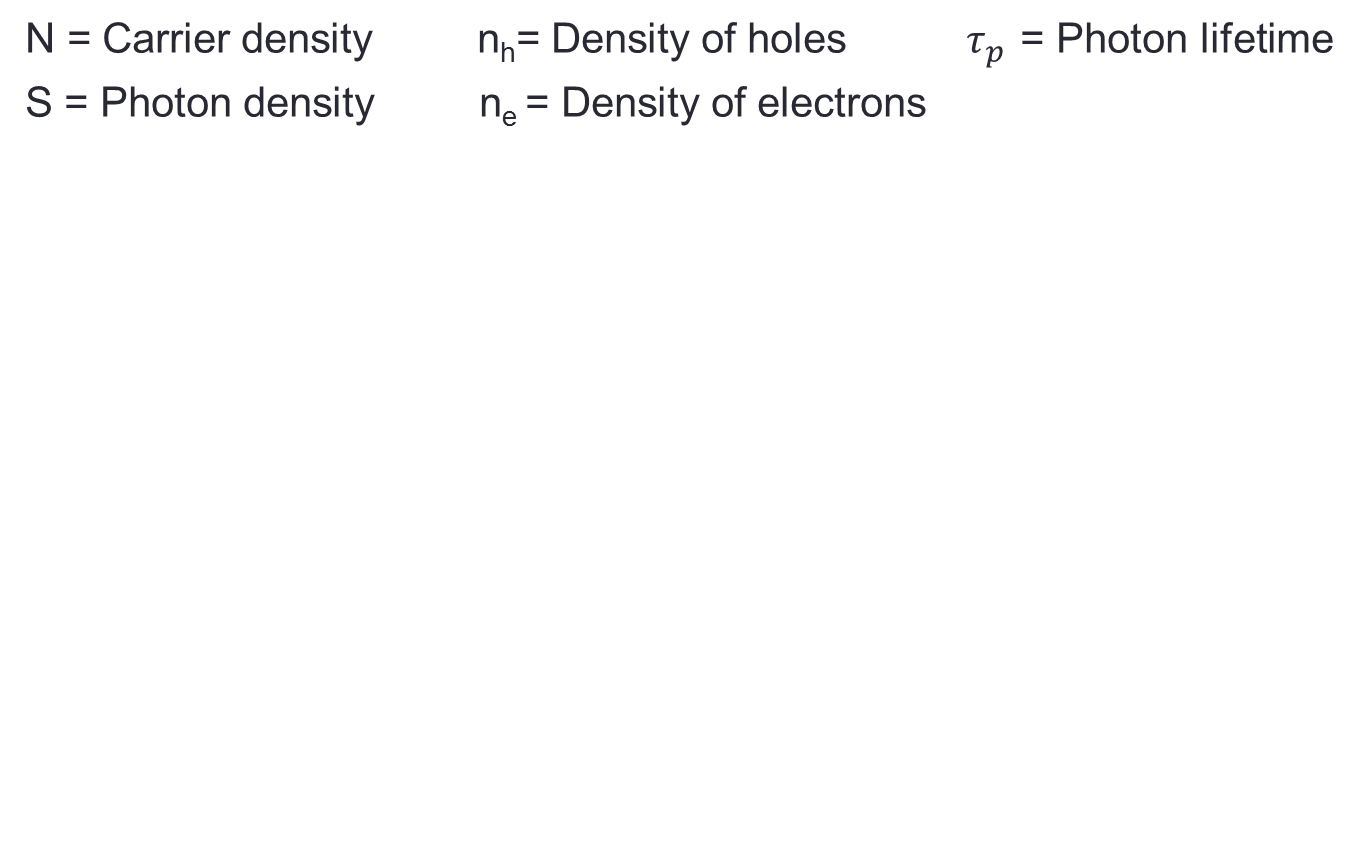 N = Carrier density n_h= Density of holes τ_p = Photon lifetime
S = Photon density n_e = Density of electrons